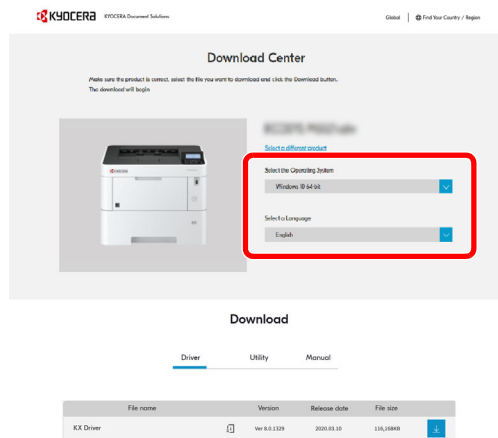 KYOCERA KYOCERA Document Solutions
Global Find Your Country / Region
Download Center
Make sure the product is correct, select the file you want to download and click the Download button.
The download will begin
Select a different product
Select the Operating System
Windows 10 64 bit
Select a Language
English
Download
Driver Utility Manual
File name Version Release date File size
KX Driver Ver 8.0.1329 2020.03.10 116,168KB